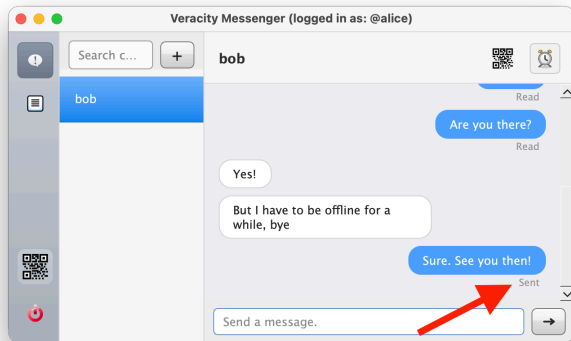 Veracity Messenger (logged in as: @alice)
Search c...
+
bob
bob
Read
Are you there?
Read
Yes!
But I have to be offline for a
while, bye
Sure. See you then!
Sent
Send a message.